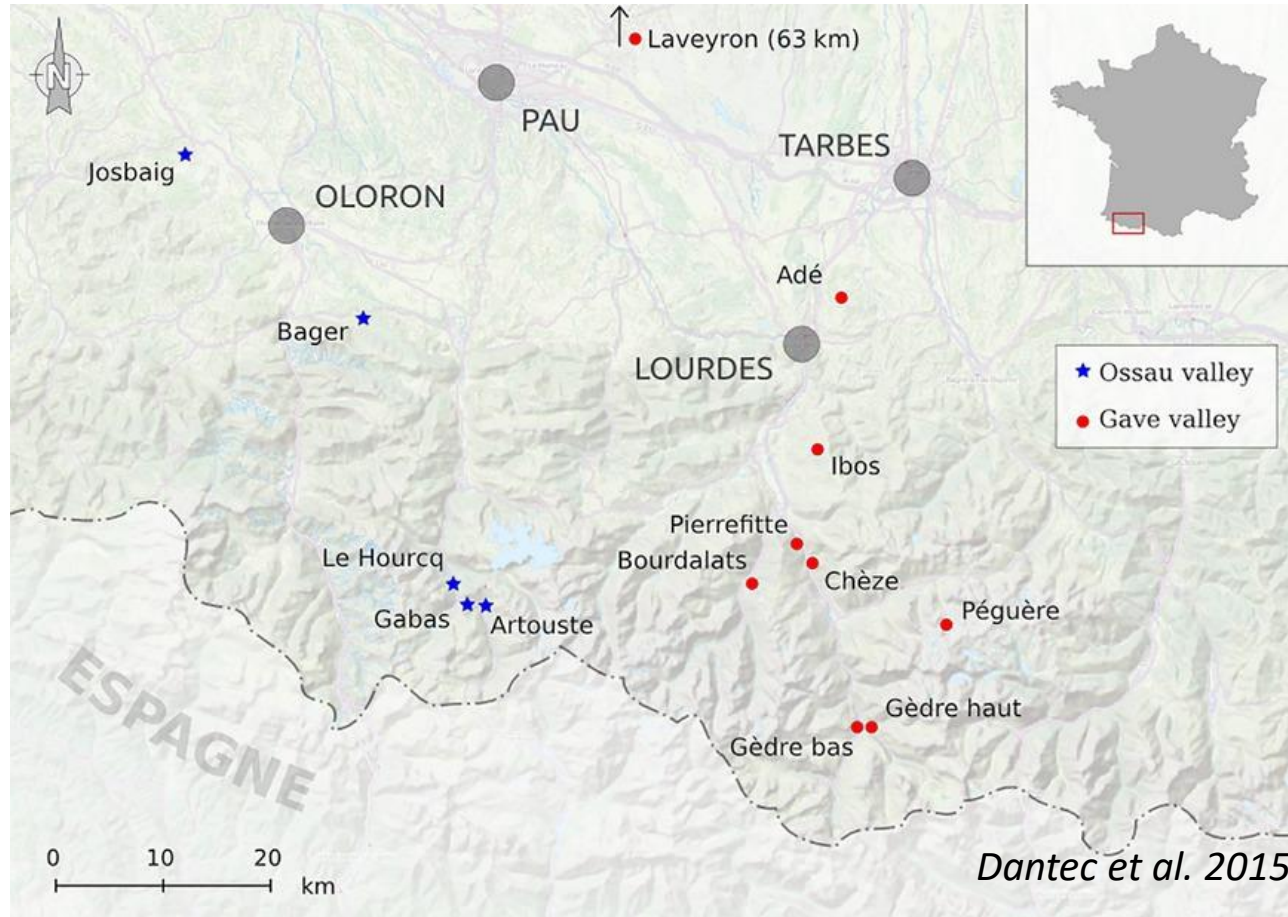 N
Laveyron (63 km)
PAU
TARBES
Josbaig
OLORON
Adé
Bager
LOURDES
Ossau valley
Gave valley
Ibos
Pierrefitte
Le Hourcq
Bourdalats
Chèze
Gabas
Artouste
Péguère
ESPAGNE
Gèdre haut
Gèdre bas
0 10 20
km
Dantec et al. 2015